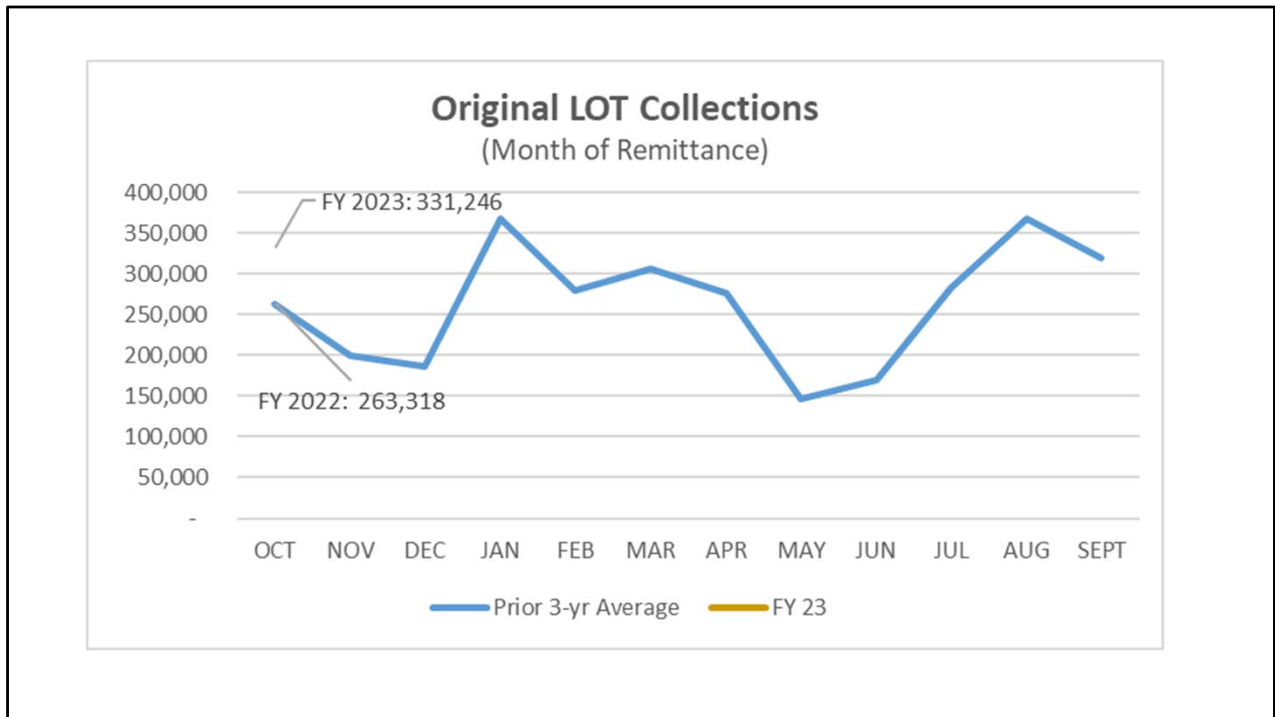 Original LOT Collections
(Month of Remittance)
400,000
FY 2023: 331,246
350,000
300,000
250,000
200,000
150,000
FY 2022:  263,318
100,000
50,000
-
OCT NOV DEC JAN FEB MAR APR MAY JUN JUL AUG SEPT
Prior 3-yr Average FY 23